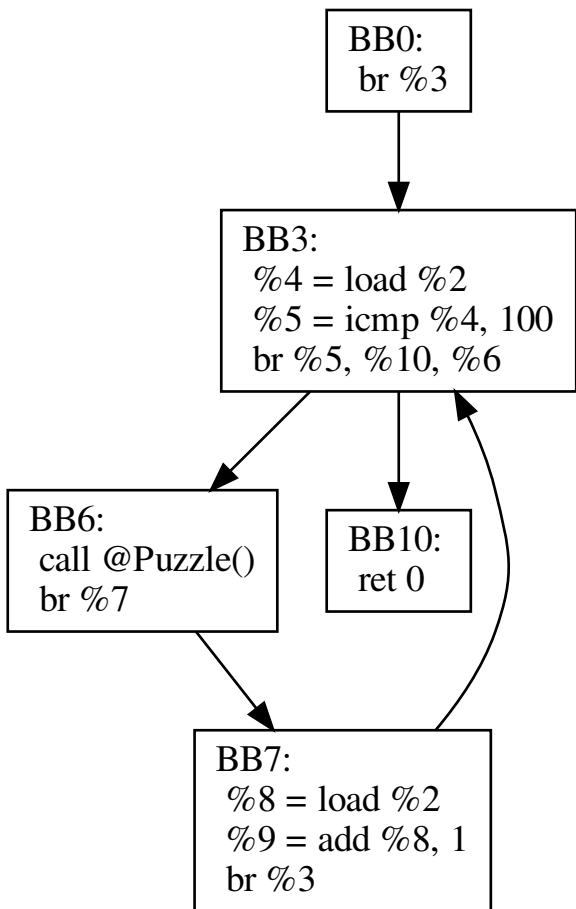 BB0:
br %3
BB3:
%4 = load %2
%5 = icmp %4, 100
br %5, %10, %6
BB6:
call @Puzzle()
br %7
BB10:
ret 0
BB7:
%8 = load %2
%9 = add %8, 1
br %3